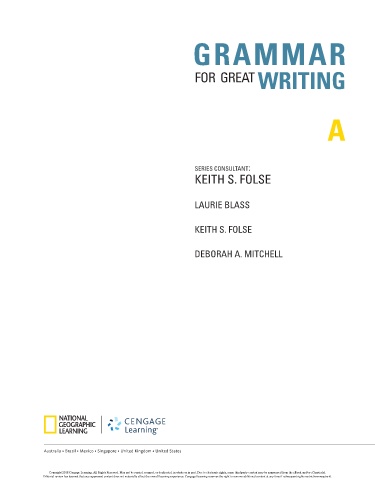 GRAMMAR
FOR GREAT WRITING
A
SERIES CONSULTANT:
KEITH S. FOLSE
LAURIE BLASS
KEITH S. FOLSE
DEBORAH A. MITCHELL
NATIONAL
GEOGRAPHIC
LEARNING
CENGAGE
Learning®
Australia • Brazil • Mexico • Singapore • United Kingdom • United States